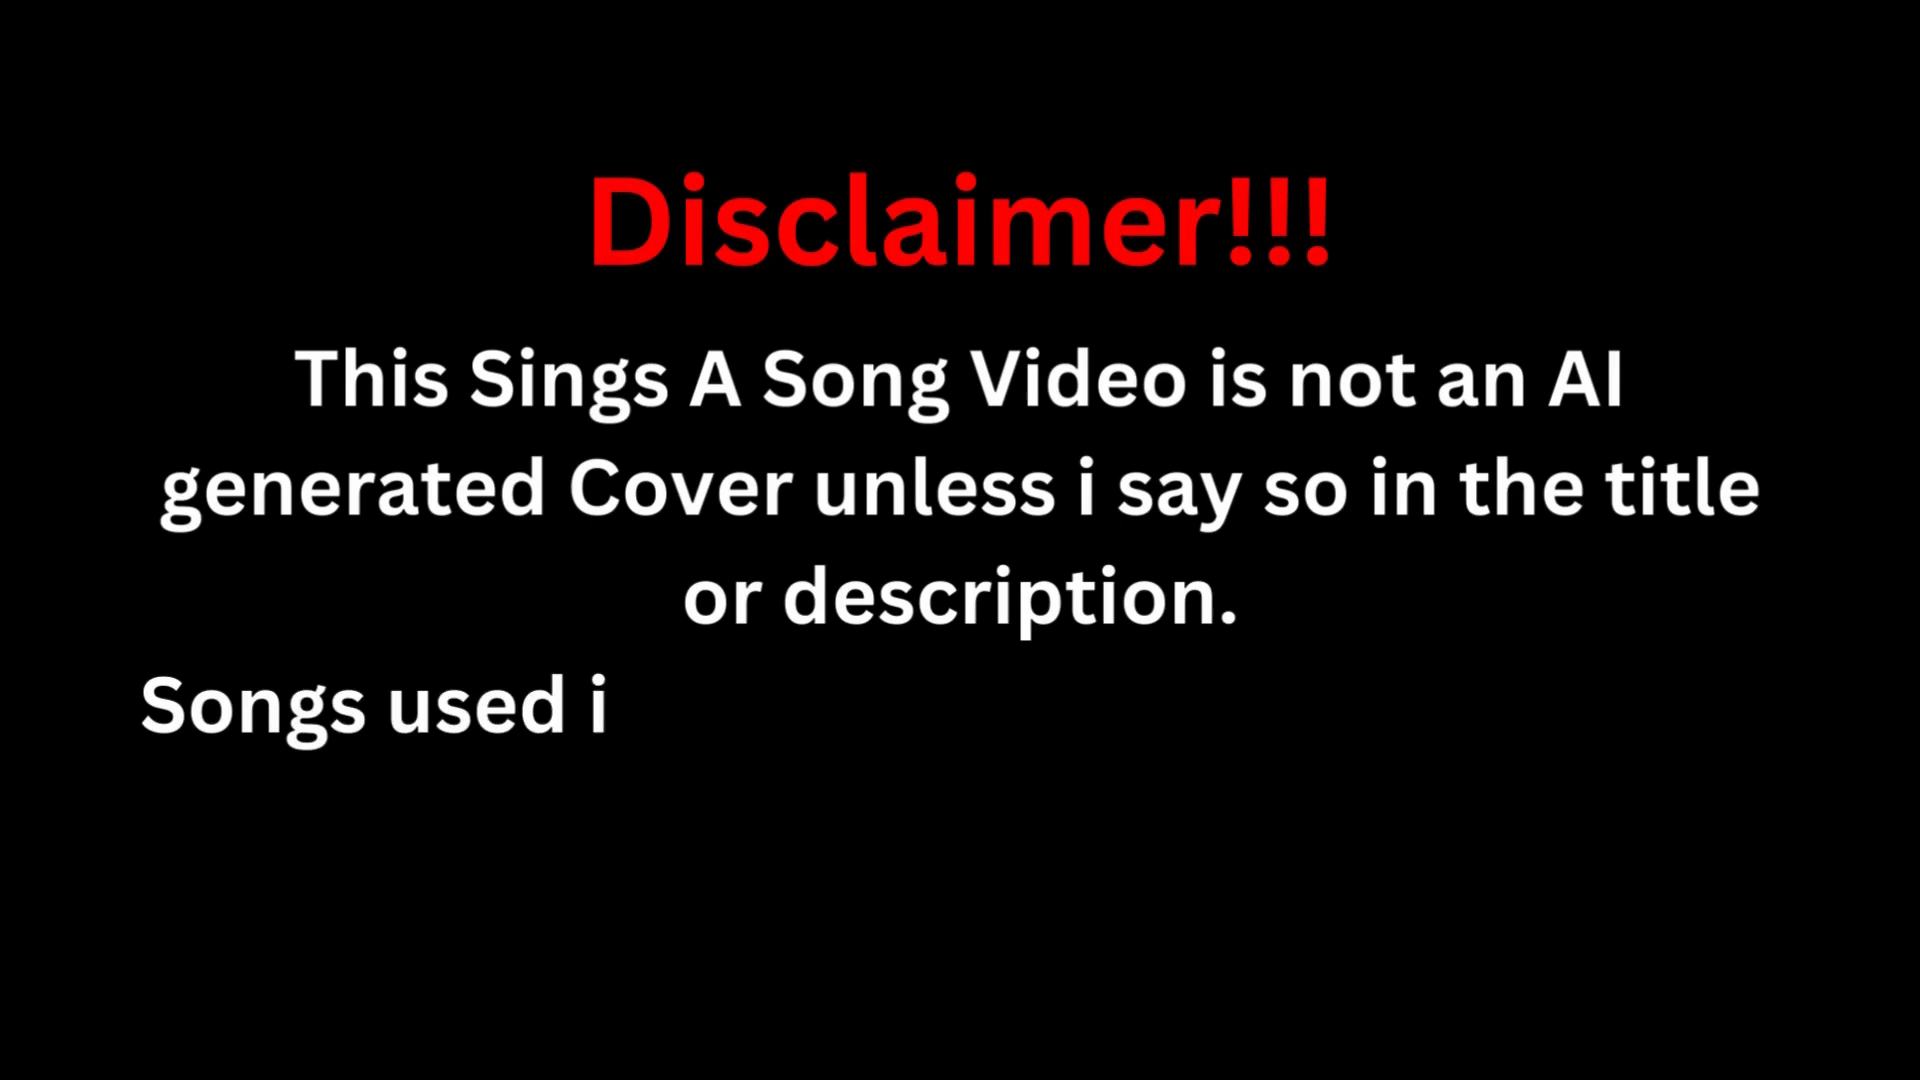 Disclaimer!!!
This Sings A Song Video is not an AI
generated Cover unless i say so in the title
or description.
Songs used i